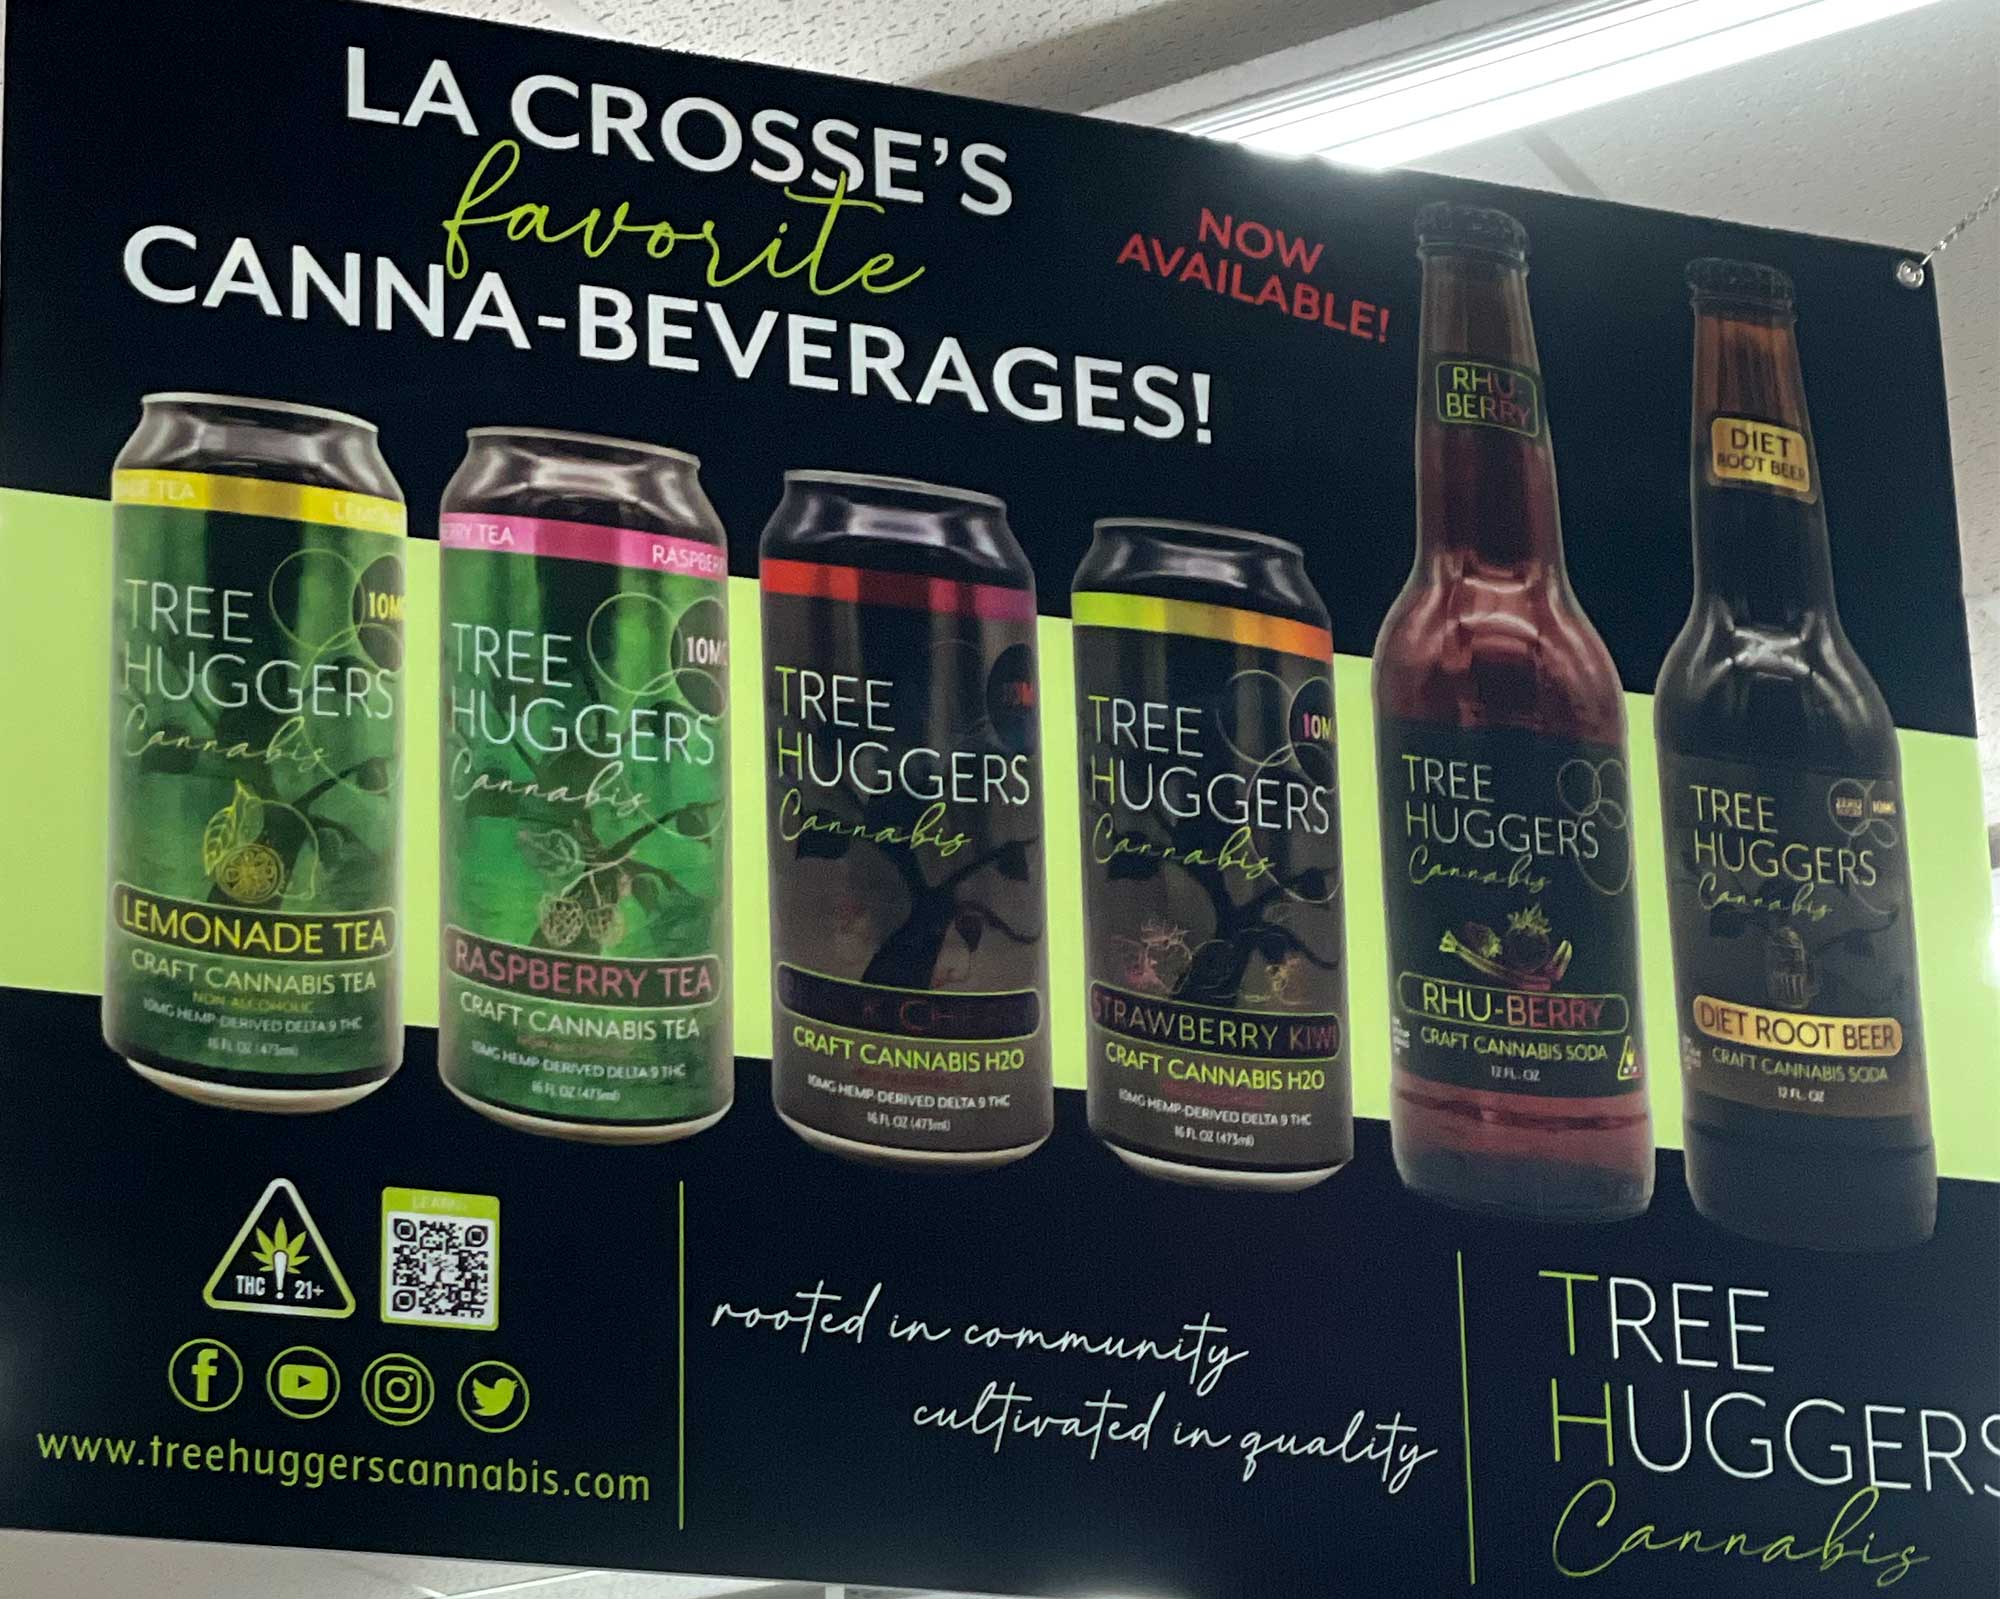 LA CROSSE'S
favorite
CANNA-BEVERAGES!
NOW
AVAILABLE!
TEA
10M
TREE
HUGGERS
Cannabis
LEMONADE TEA
CRAFT CANNABIS TEA
NON-ALCOHOLIC
10MG HEMP-DERIVED DELTA 9 THC
16 FL OZ (473ml)
TEA
10MG
TREE
HUGGERS
Cannabis
RASPBERRY TEA
CRAFT CANNABIS TEA
10MG HEMP-DERIVED DELTA 9 THC
16 FL OZ (473ml)
TREE
HUGGERS
Cannabis
CRAFT CANNABIS H2O
10MG HEMP-DERIVED DELTA 9 THC
16 FL OZ (473ml)
10M
TREE
HUGGERS
Cannabis
STRAWBERRY KIWI
CRAFT CANNABIS H2O
10MG HEMP-DERIVED DELTA 9 THC
16 FL OZ (473ml)
RHU-
BERRY
TREE
HUGGERS
Cannabis
RHU-BERRY
CRAFT CANNABIS SODA
12 FL. OZ
DIET
ROOT BEER
10MG
TREE
HUGGERS
Cannabis
DIET ROOT BEER
CRAFT CANNABIS SODA
12 FL. OZ
THC ! 21+
www.treehuggerscannabis.com
rooted in community
cultivated in quality
TREE
HUGGERS
Cannabis